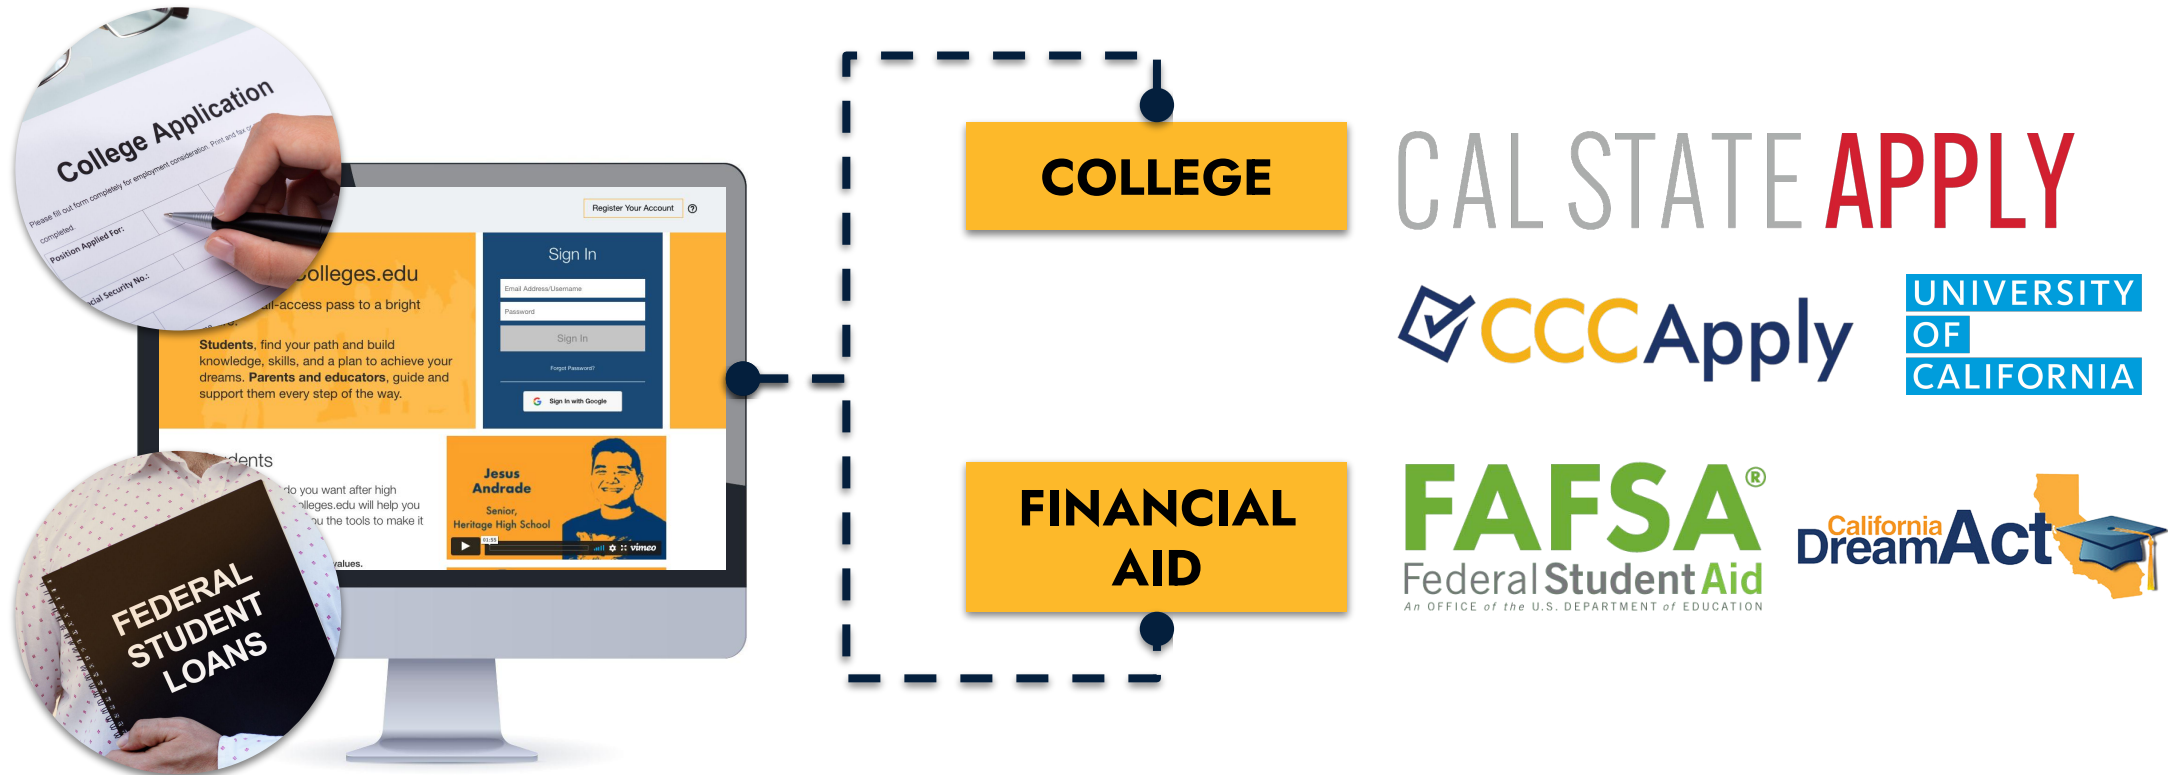 College Application
Please fill out form completely for employment consideration. Print and fax
completed.
Position Applied For:
Social Security No.:
Register Your Account
Colleges.edu
all-access pass to a bright
Students, find your path and build
knowledge, skills, and a plan to achieve your
dreams. Parents and educators, guide and
support them every step of the way.
Sign In
Email Address/Username
Password
Sign In
Forgot Password?
Sign In with Google
Students
do you want after high
Colleges.edu will help you
you the tools to make it
values.
Jesus
Andrade
Senior,
Heritage High School
01:55
vimeo
FEDERAL
STUDENT
LOANS
COLLEGE
CAL STATE APPLY
CCCApply
UNIVERSITY
OF
CALIFORNIA
FINANCIAL
AID
FAFSA®
Federal Student Aid
An OFFICE of the U.S. DEPARTMENT of EDUCATION
California
DreamAct